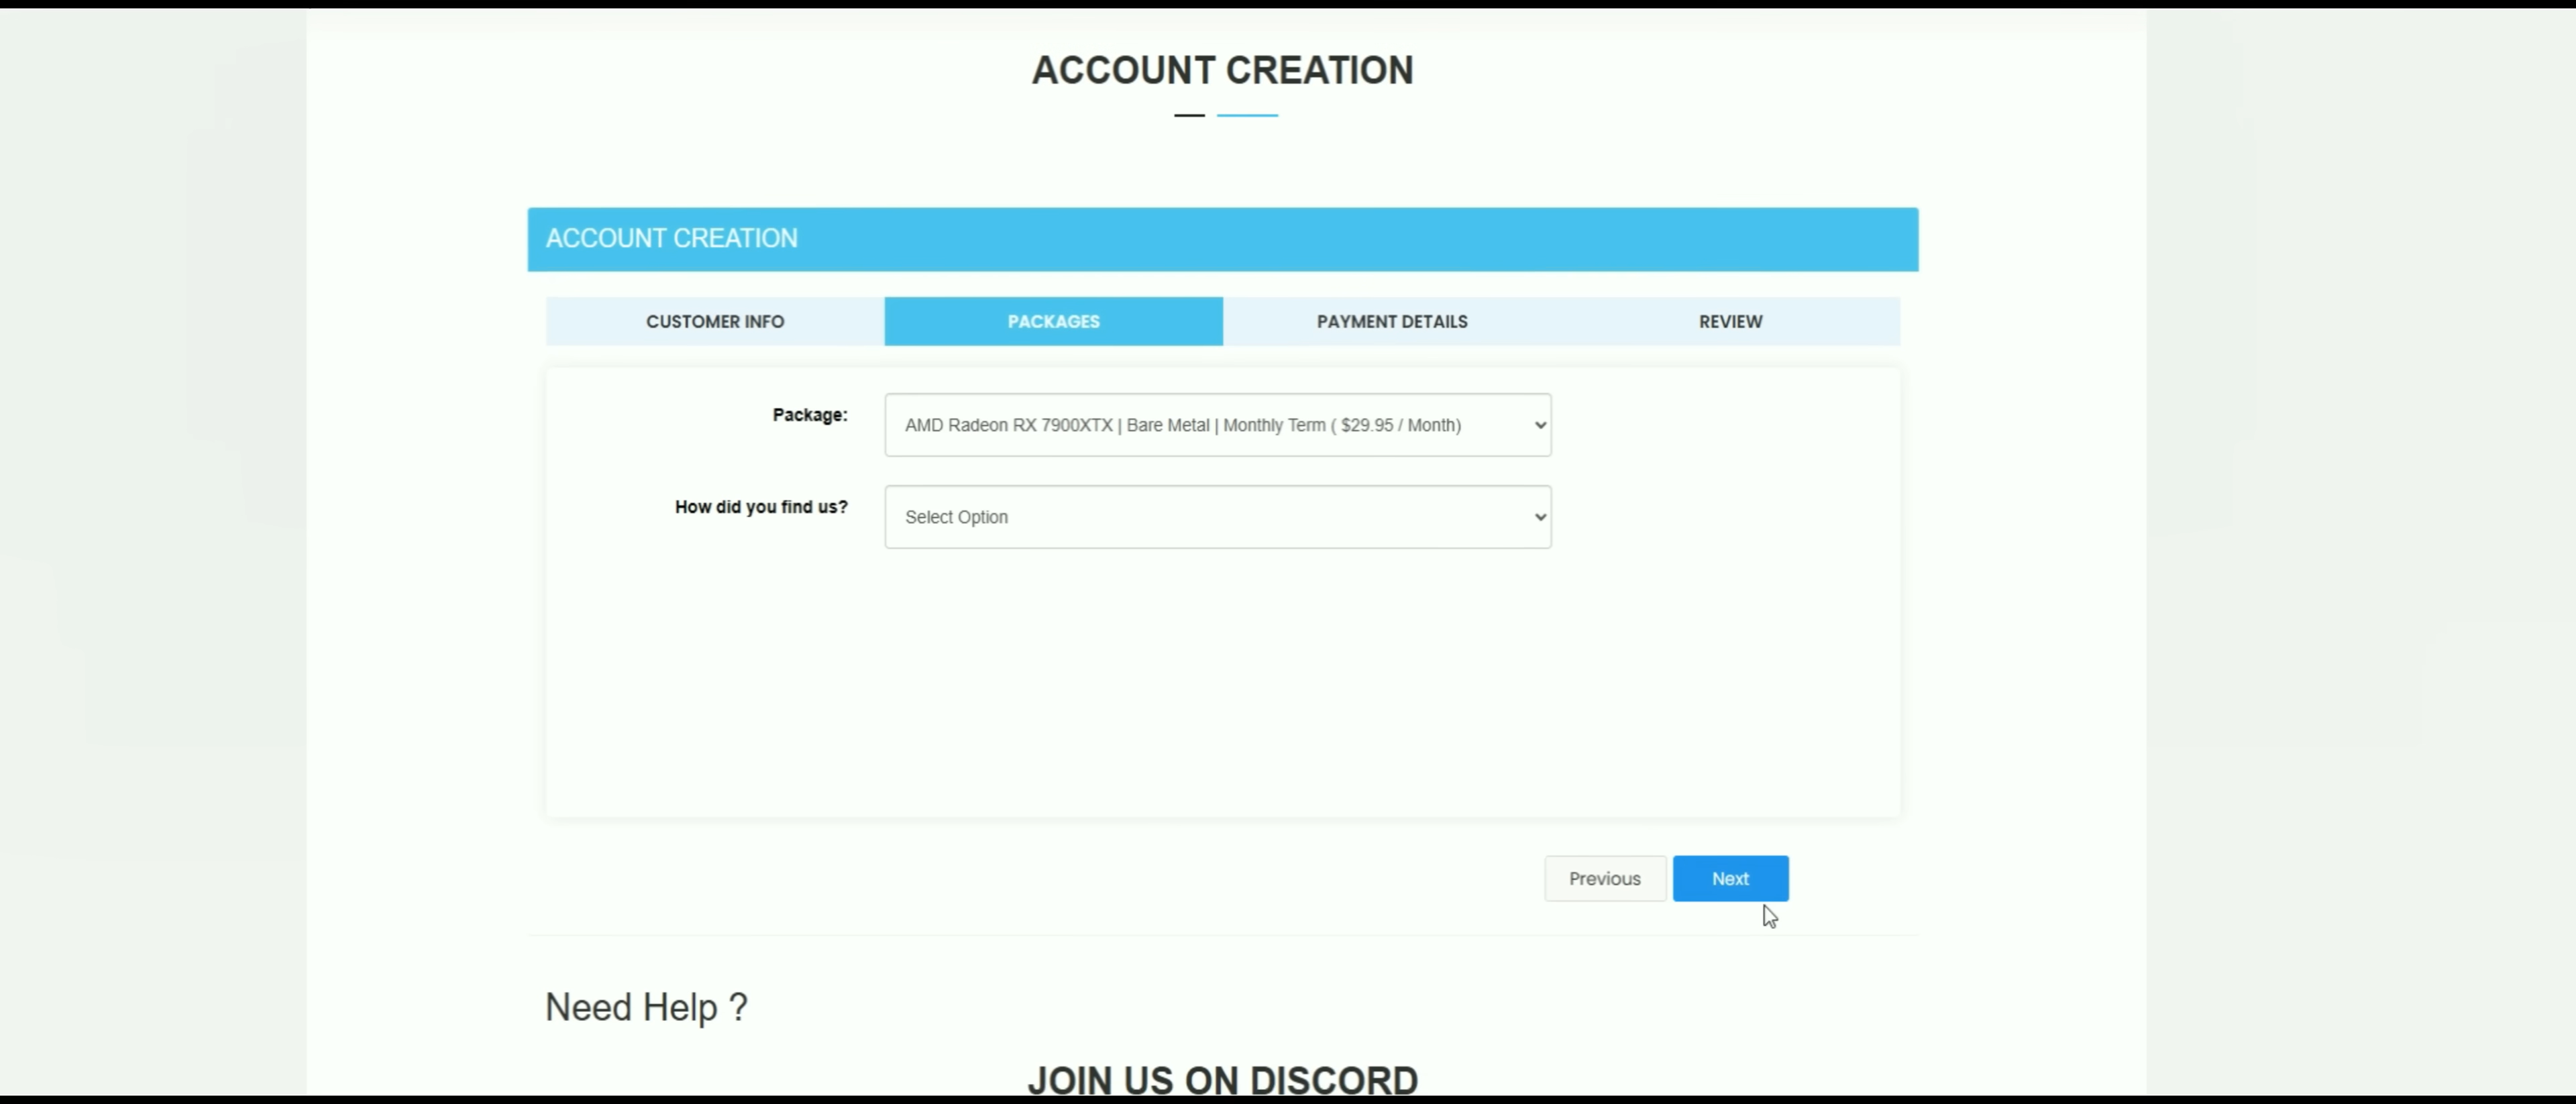 ACCOUNT CREATION
ACCOUNT CREATION
CUSTOMER INFO
PACKAGES
PAYMENT DETAILS
REVIEW
Package:
AMD Radeon RX 7900XTX | Bare Metal | Monthly Term ( $29.95 / Month)
How did you find us?
Select Option
Previous
Next
Need Help ?
JOIN US ON DISCORD